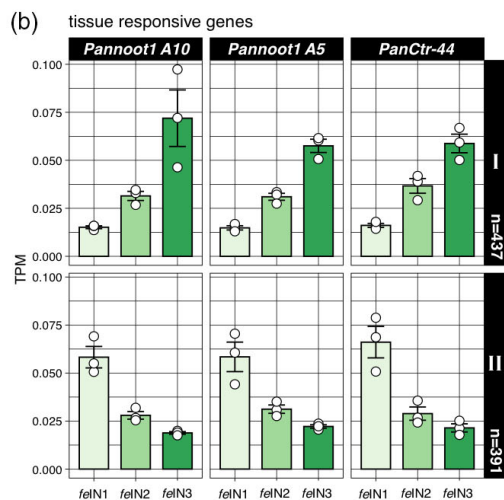 (b) tissue responsive genes
Pannoot1 A10 Pannoot1 A5 PanCtr-44
TPM
0.100
0.075
0.050
0.025
0.000
I
n=437
0.100
0.075
0.050
0.025
0.000
II
n=391
feIN1 feIN2 feIN3 feIN1 feIN2 feIN3 feIN1 feIN2 feIN3